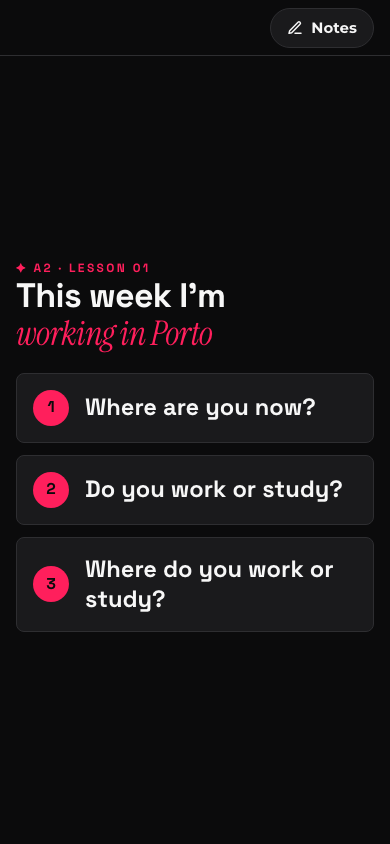 Notes
✦ A2 · LESSON 01
This week I'm
working in Porto
1 Where are you now?
2 Do you work or study?
3 Where do you work or
study?